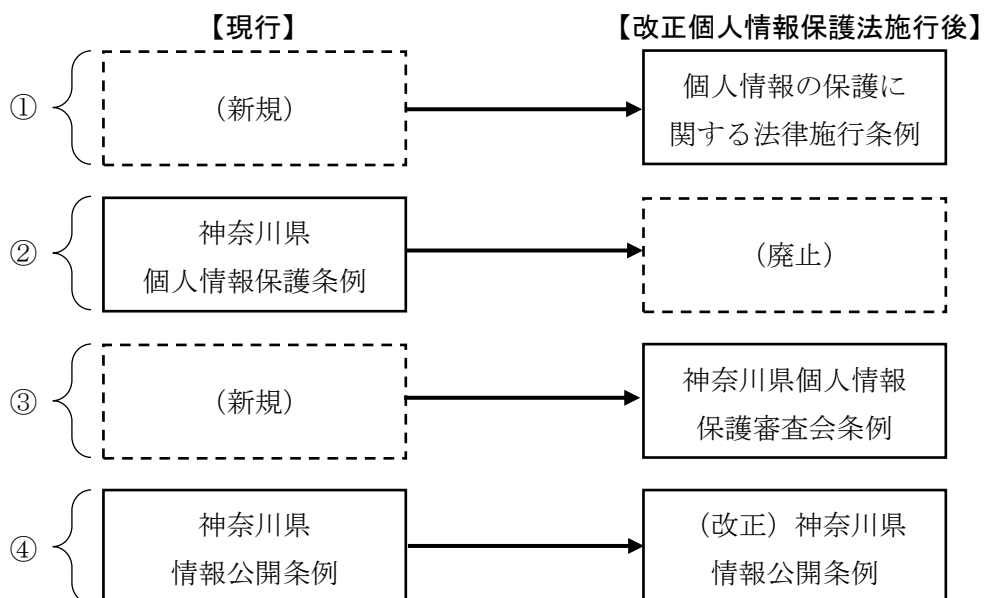 【現行】
【改正個人情報保護法施行後】
①
（新規）
個人情報の保護に
関する法律施行条例
②
神奈川県
個人情報保護条例
（廃止）
③
（新規）
神奈川県個人情報
保護審査会条例
④
神奈川県
情報公開条例
（改正）神奈川県
情報公開条例